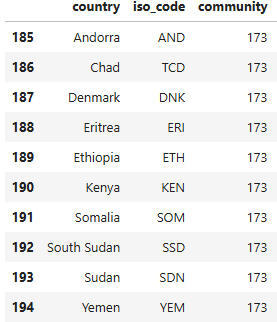 country iso_code community
185 Andorra AND 173
186 Chad TCD 173
187 Denmark DNK 173
188 Eritrea ERI 173
189 Ethiopia ETH 173
190 Kenya KEN 173
191 Somalia SOM 173
192 South Sudan SSD 173
193 Sudan SDN 173
194 Yemen YEM 173